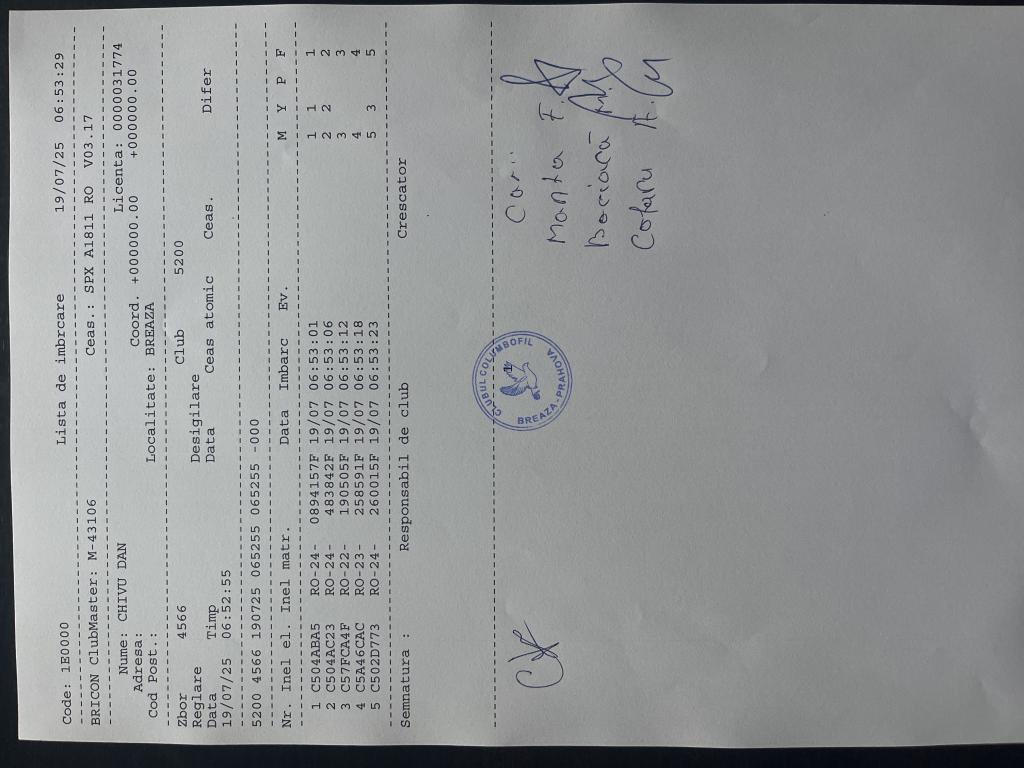 Code: 1E0000 Lista de imbrcare 19/07/25 06:53:29
BRICON ClubMaster: M-43106 Ceas.: SPX A1811 RO V03.17
Nume: CHIVU DAN Licenta: 0000031774
Adresa: Coord. +000000.00 +000000.00
Cod Post.: Localitate: BREAZA
Zbor 4566 Club 5200
Reglare Desigilare
Data Timp Data Ceas atomic Ceas. Difer
19/07/25 06:52:55
5200 4566 190725 065255 065255 -000
Nr. Inel el. Inel matr. Data Imbarc Ev. M Y P F
1 C504ABA5 RO-24- 0894157F 19/07 06:53:01 1 1 1
2 C504AC23 RO-24- 483842F 19/07 06:53:06 2 2 2
3 C57FCA4F RO-22- 190505F 19/07 06:53:12 3 3
4 C5A46CAC RO-23- 258591F 19/07 06:53:18 4 4
5 C502D773 RO-24- 260015F 19/07 06:53:23 5 3 5
Semnatura : Responsabil de club Crescator
CLUBUL COLUMBOFIL
1
BREAZA - PRAHOVA
Manta F.
Cofaru A.